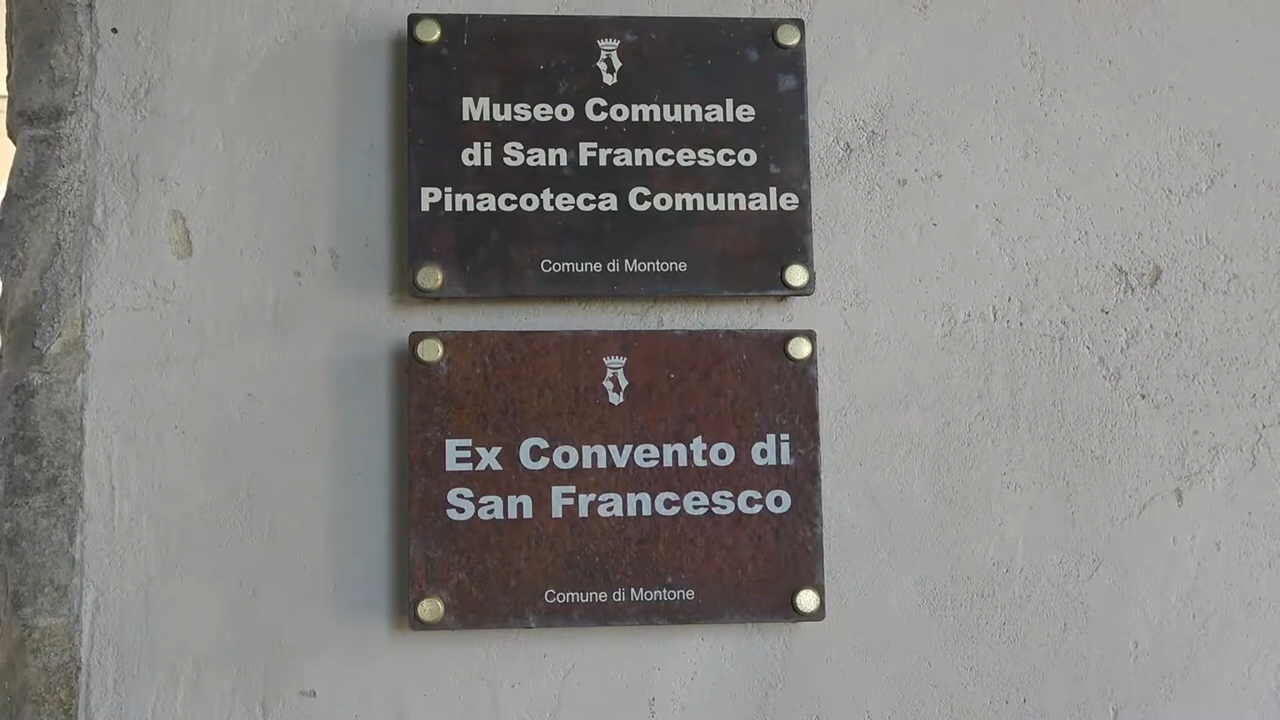 Museo Comunale
di San Francesco
Pinacoteca Comunale
Comune di Montone
Ex Convento di
San Francesco
Comune di Montone